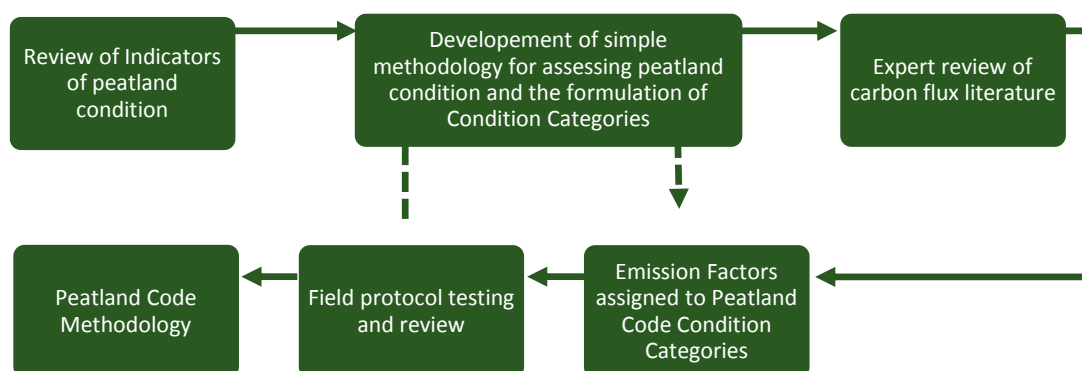 Review of Indicators
of peatland
condition
Developement of simple
methodology for assessing peatland
condition and the formulation of
Condition Categories
Expert review of
carbon flux literature
Peatland Code
Methodology
Field protocol testing
and review
Emission Factors
assigned to Peatland
Code Condition
Categories